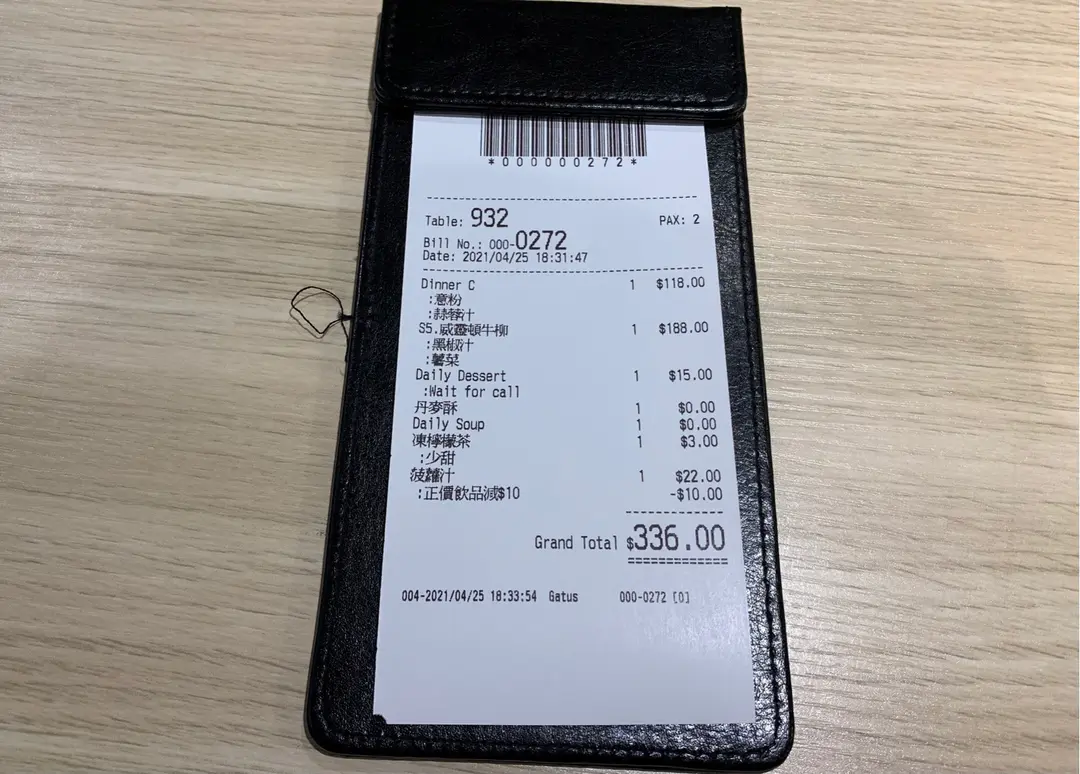 *000000272*
Table: 932 PAX: 2
Bill No.: 000-0272
Date: 2021/04/25 18:31:47
Dinner C 1 $118.00
:意粉
:蒜蓉汁
S5.威靈頓牛柳 1 $188.00
:黑椒汁
:薯菜
Daily Dessert 1 $15.00
:Wait for call
丹麥酥 1 $0.00
Daily Soup 1 $0.00
凍檸檬茶 1 $3.00
:少甜
菠蘿汁 1 $22.00
:正價飲品減$10 -$10.00
Grand Total $336.00
004-2021/04/25 18:33:54 Gatus 000-0272 [0]